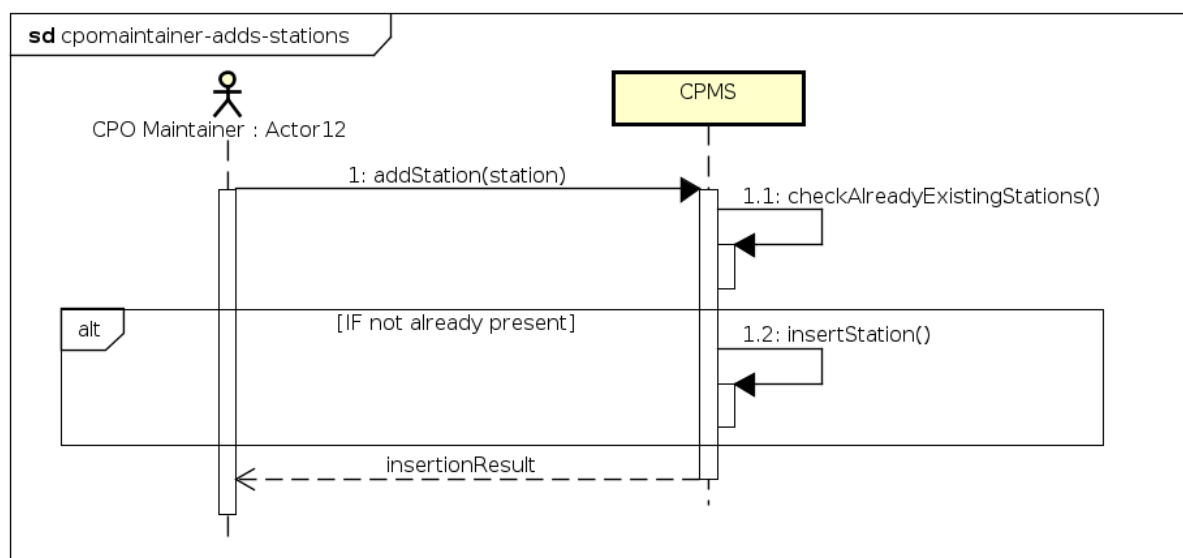 sd cpomaintainer-adds-stations
CPO Maintainer : Actor12
CPMS
1: addStation(station)
1.1: checkAlreadyExistingStations()
alt
[IF not already present]
1.2: insertStation()
insertionResult